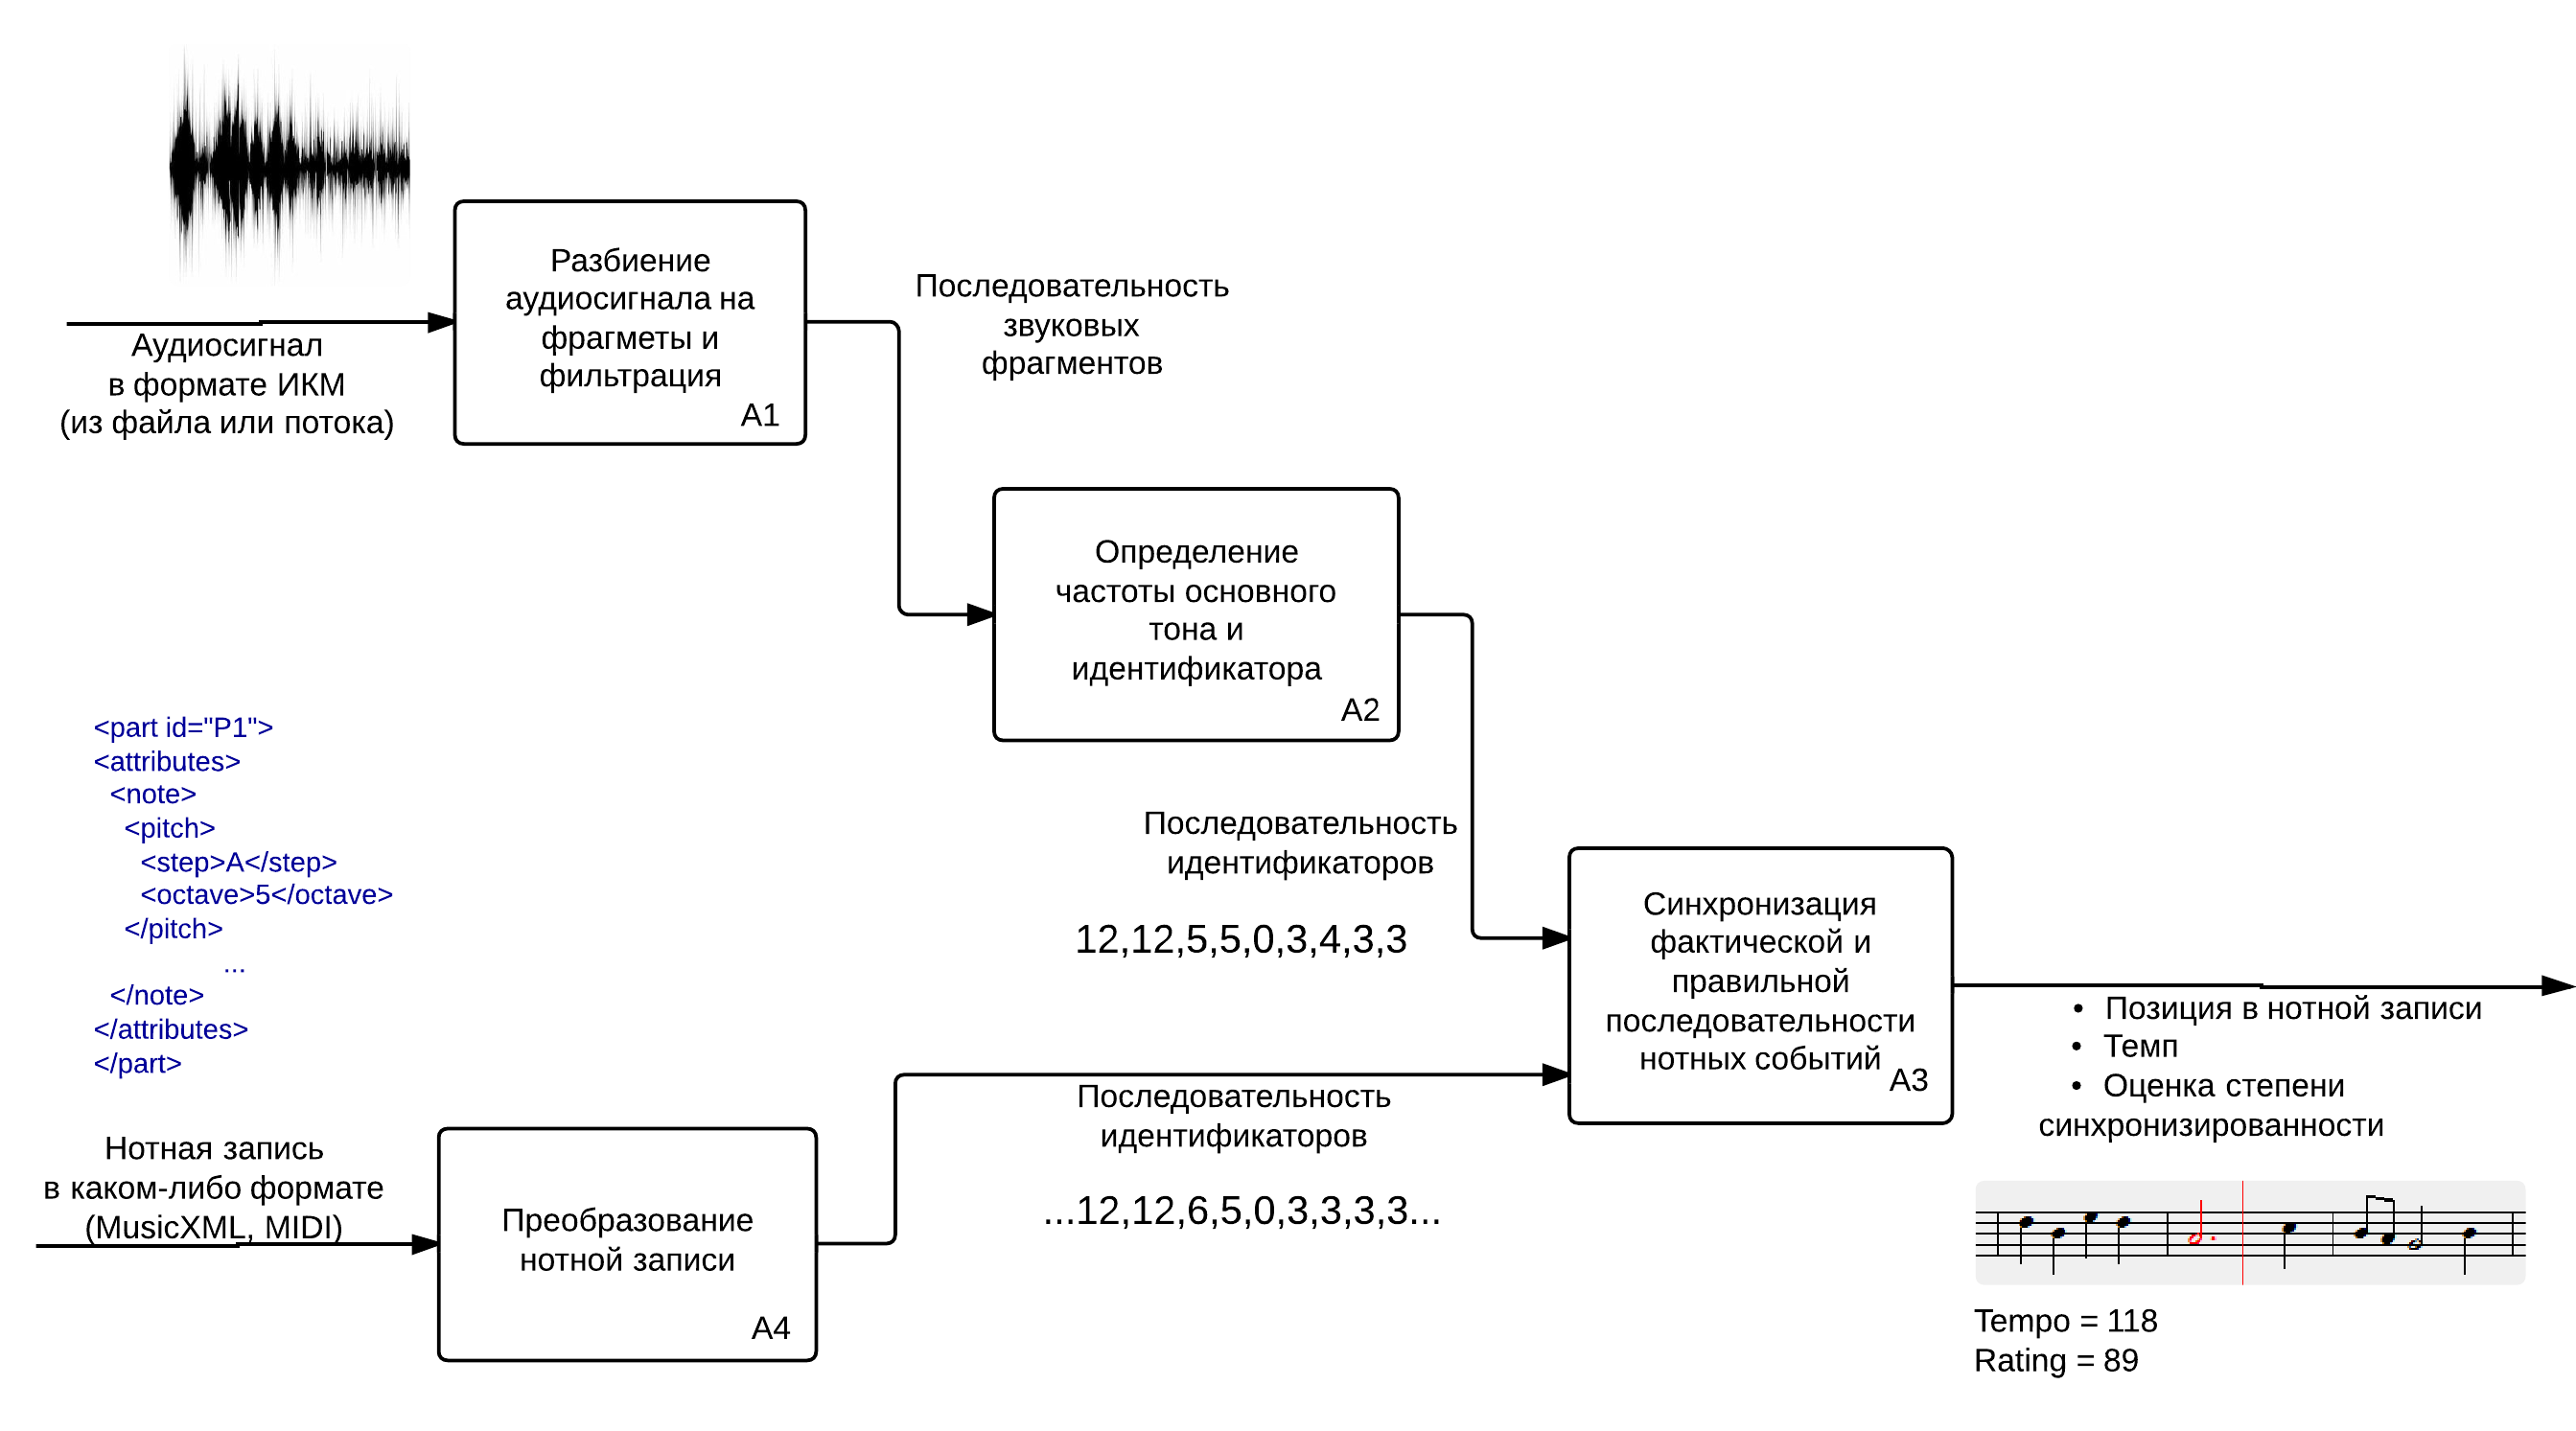 Разбиение
аудиосигнала на
фрагметы и
фильтрация
A1
Аудиосигнал
в формате ИКМ
(из файла или потока)
Последовательность
звуковых
фрагментов
Определение
частоты основного
тона и
идентификатора
A2
<part id="P1">
<attributes>
<note>
<pitch>
<step>A</step>
<octave>5</octave>
</pitch>
...
</note>
</attributes>
</part>
Последовательность
идентификаторов
12,12,5,5,0,3,4,3,3
Синхронизация
фактической и
правильной
последовательности
нотных событий
A3
• Позиция в нотной записи
• Темп
• Оценка степени
синхронизированности
Нотная запись
в каком-либо формате
(MusicXML, MIDI)
Преобразование
нотной записи
A4
Последовательность
идентификаторов
...12,12,6,5,0,3,3,3,3...
Tempo = 118
Rating = 89